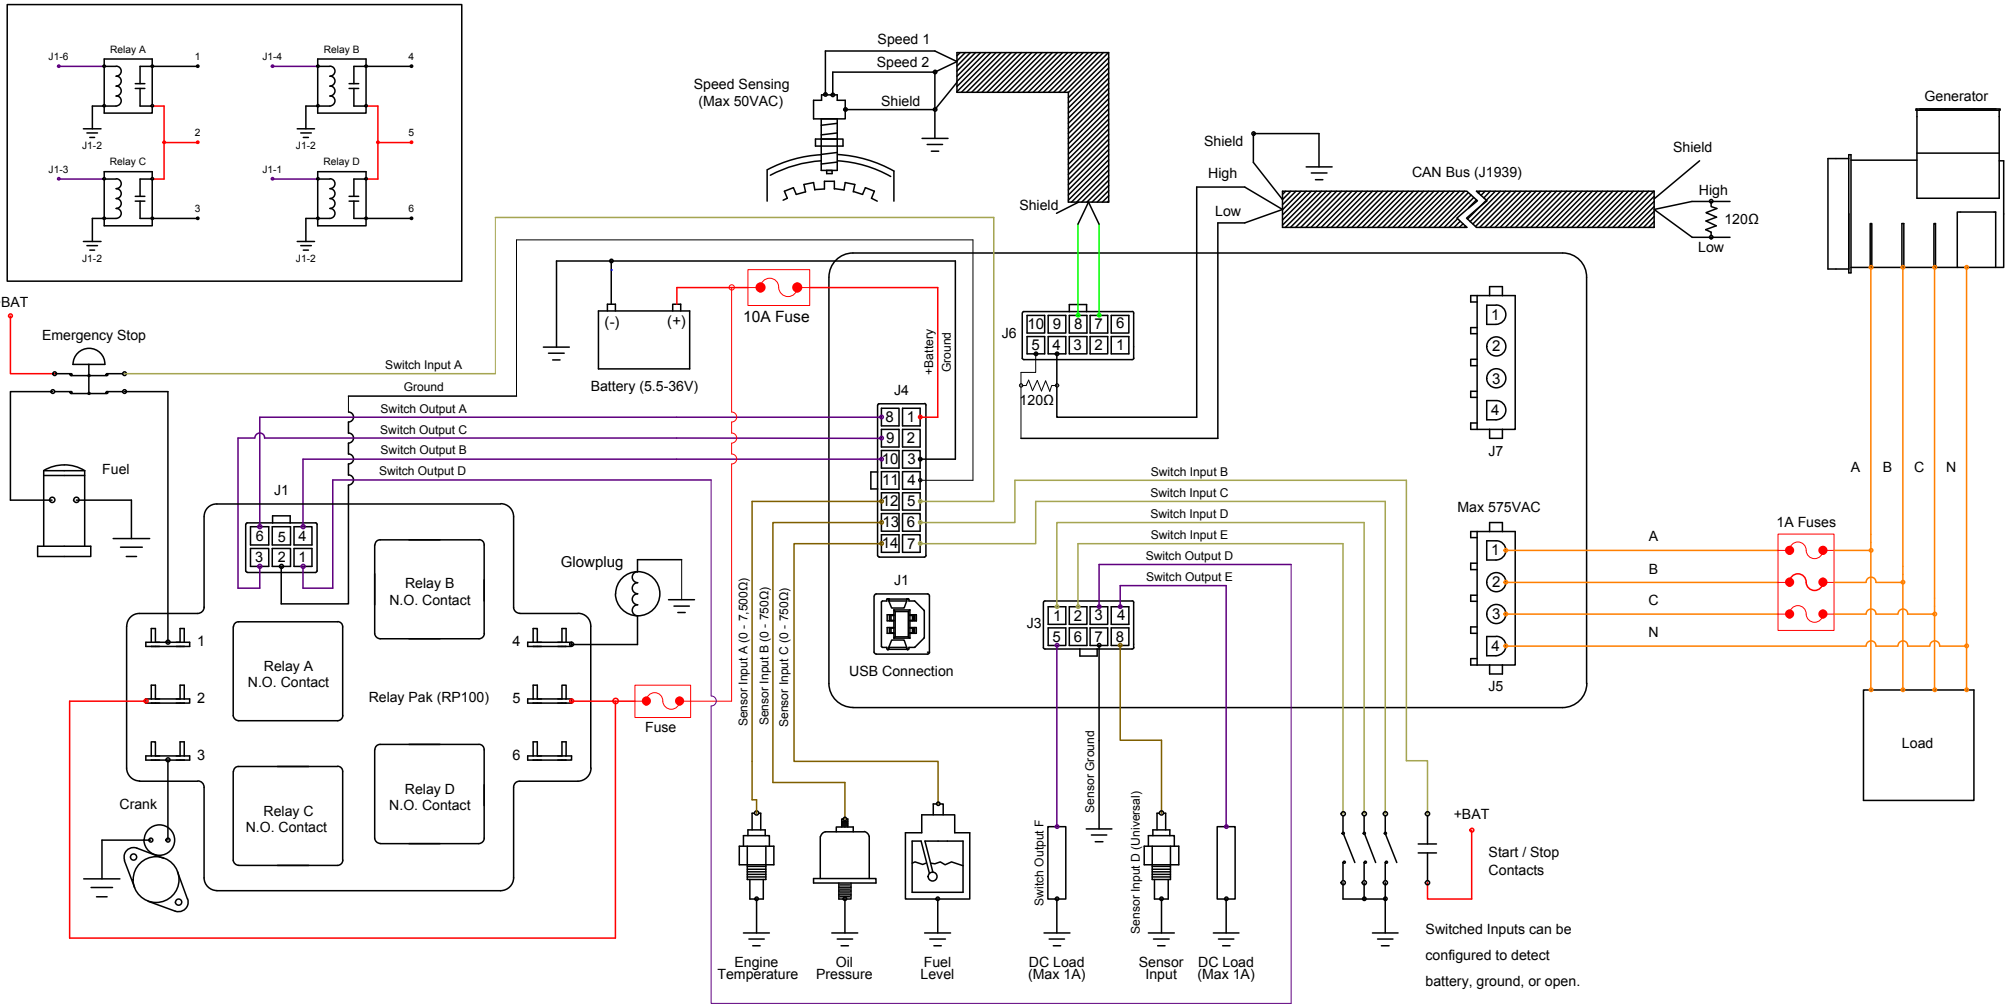 Relay A
J1-6
1
J1-2
2
Relay C
J1-3
3
J1-2
Relay B
J1-4
4
J1-2
5
Relay D
J1-1
6
J1-2
BAT
Emergency Stop
Fuel
Switch Input A
Ground
Switch Output A
Switch Output C
Switch Output B
Switch Output D
J1
6 5 4
3 2 1
Relay B
N.O. Contact
Relay A
N.O. Contact
Relay Pak (RP100)
Relay C
N.O. Contact
Relay D
N.O. Contact
1
2
3
4
5
6
Crank
Glowplug
Fuse
Speed Sensing
(Max 50VAC)
Speed 1
Speed 2
Shield
Shield
(-)
(+)
Battery (5.5-36V)
10A Fuse
+Battery
Ground
J4
8 1
9 2
10 3
11 4
12 5
13 6
14 7
J1
USB Connection
Sensor Input A (0 - 7,500Ω)
Sensor Input B (0 - 750Ω)
Sensor Input C (0 - 750Ω)
Engine
Temperature
Oil
Pressure
Fuel
Level
J6
10 9 8 7 6
5 4 3 2 1
120Ω
Shield
High
Low
CAN Bus (J1939)
Shield
High
120Ω
Low
Switch Input B
Switch Input C
Switch Input D
Switch Input E
Switch Output D
Switch Output E
J3
1 2 3 4
5 6 7 8
Switch Output F
Sensor Ground
Sensor Input D (Universal)
DC Load
(Max 1A)
Sensor
Input
DC Load
(Max 1A)
+BAT
Start / Stop
Contacts
Switched Inputs can be
configured to detect
battery, ground, or open.
1
2
3
4
J7
Max 575VAC
1
2
3
4
J5
A
B
C
N
1A Fuses
Generator
A B C N
Load